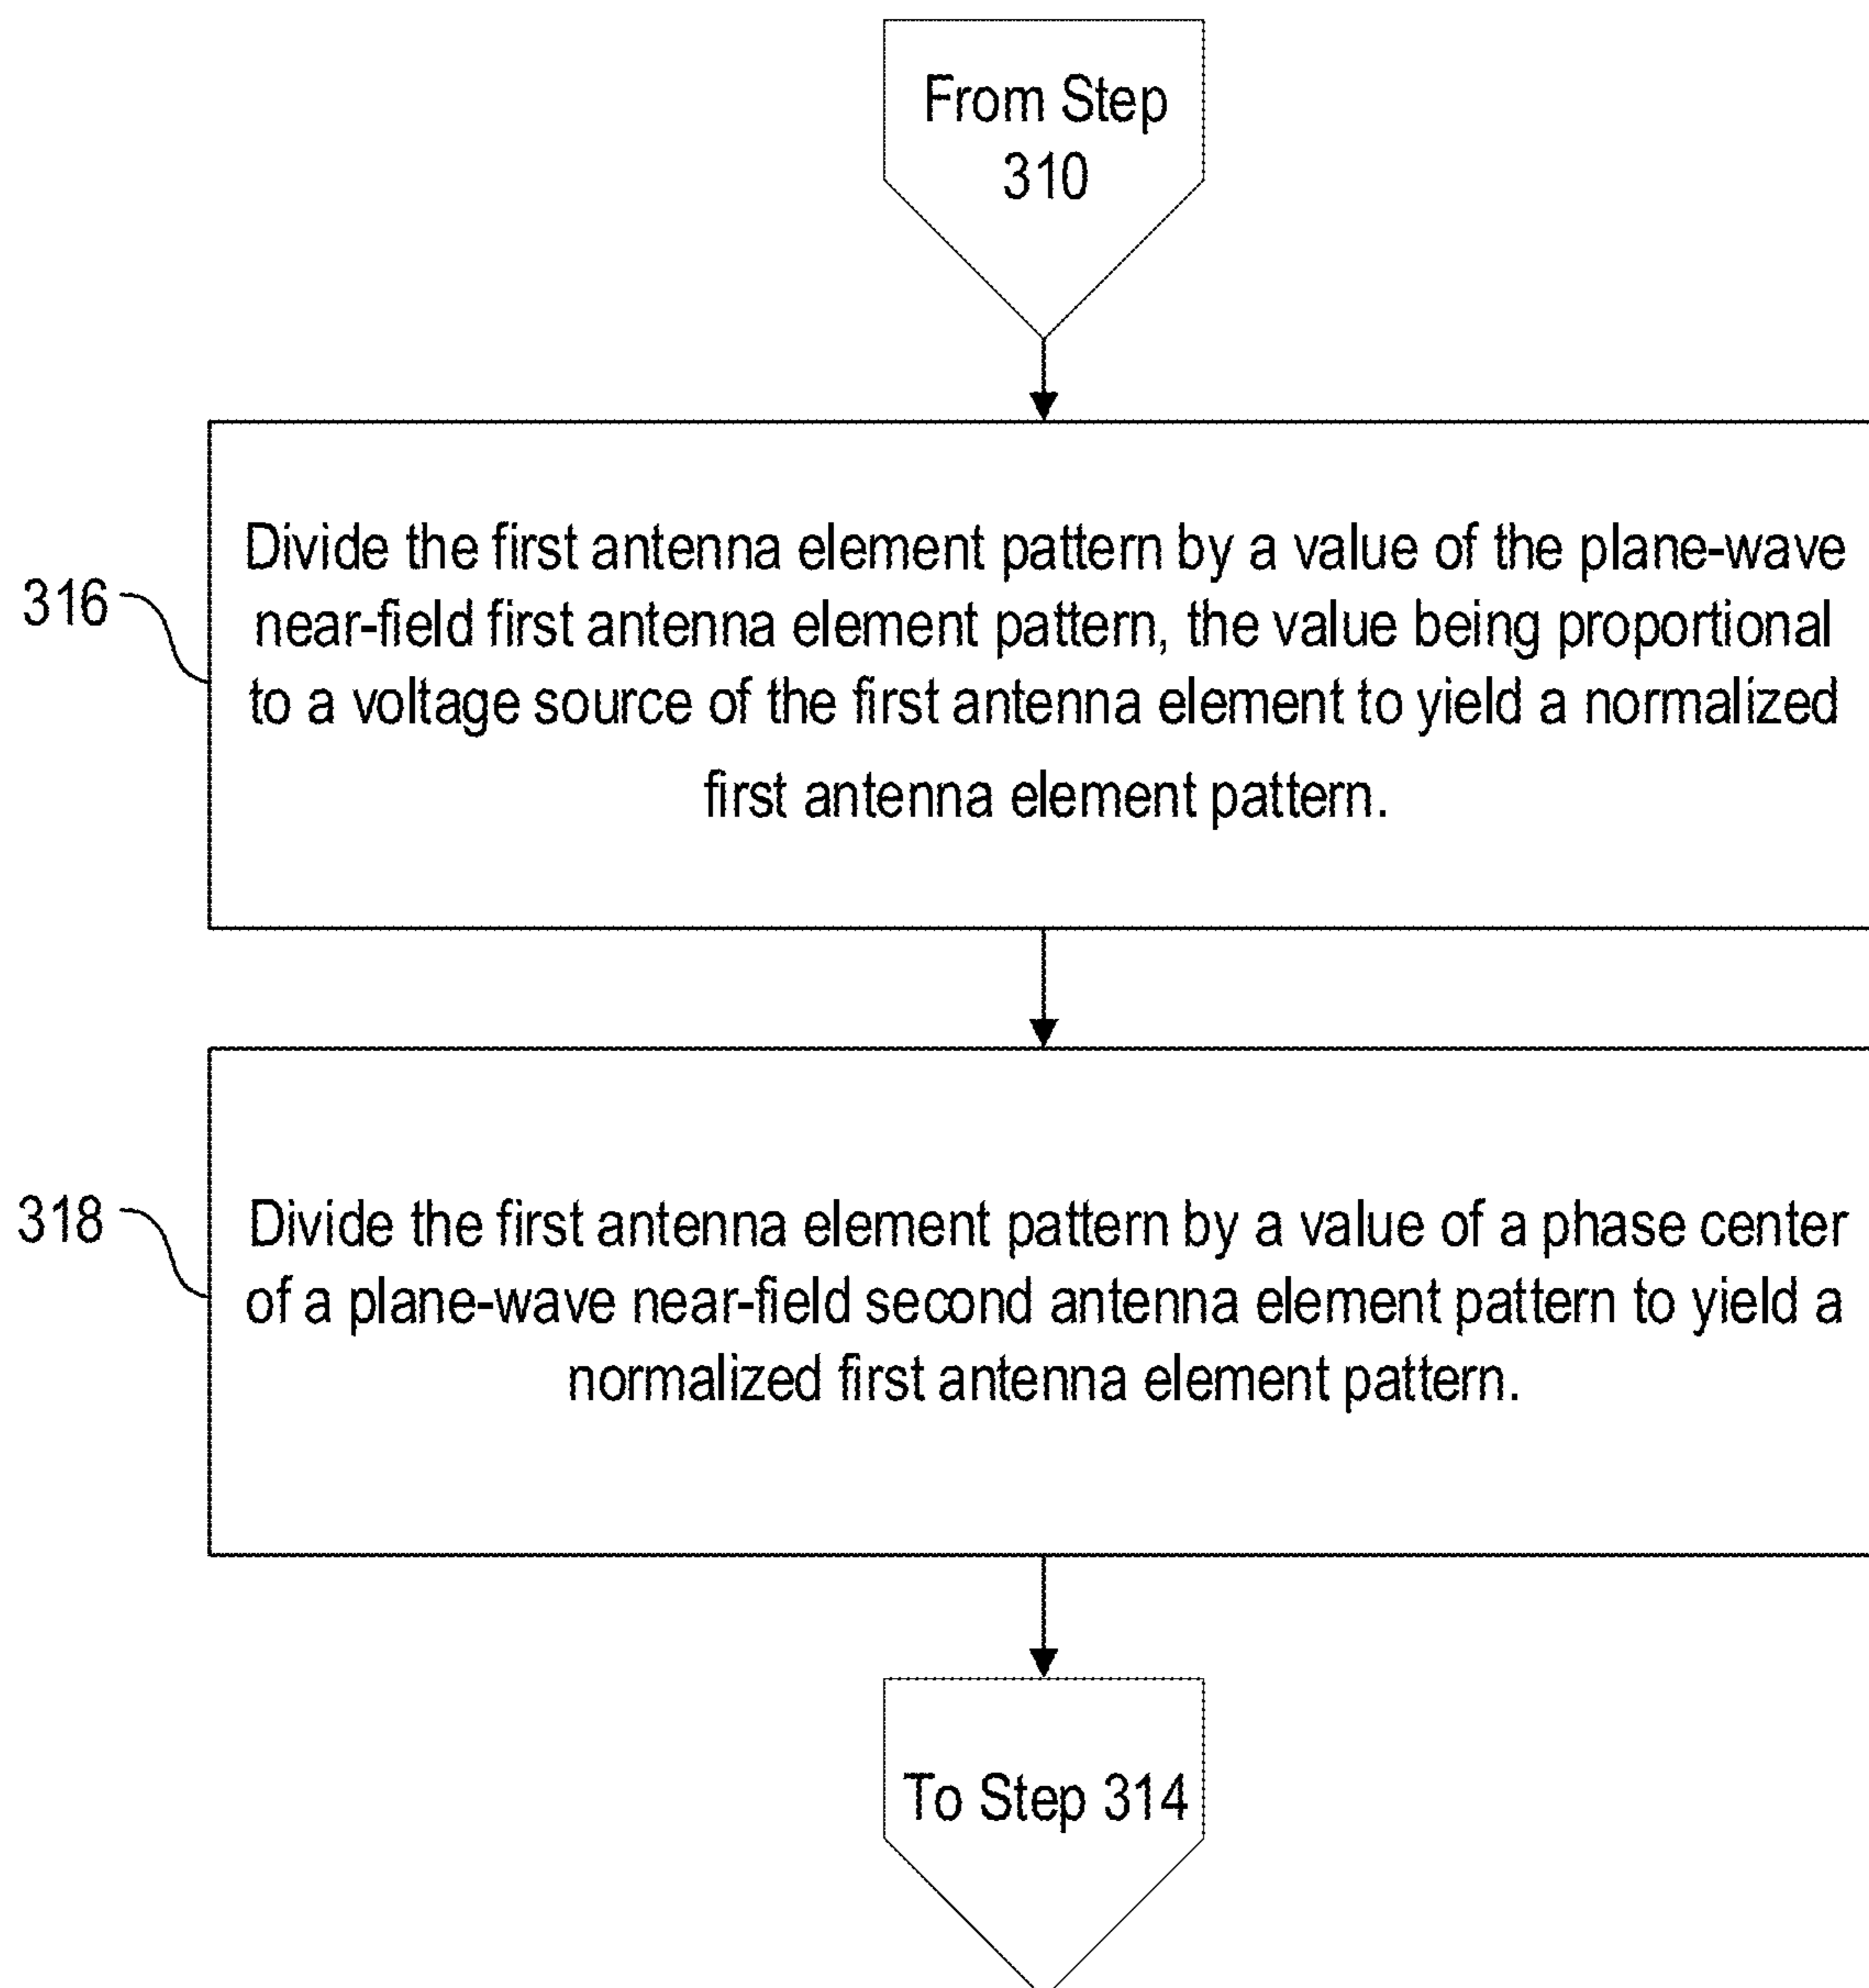 From Step
310
316
Divide the first antenna element pattern by a value of the plane-wave
near-field first antenna element pattern, the value being proportional
to a voltage source of the first antenna element to yield a normalized
first antenna element pattern.
318
Divide the first antenna element pattern by a value of a phase center
of a plane-wave near-field second antenna element pattern to yield a
normalized first antenna element pattern.
To Step 314